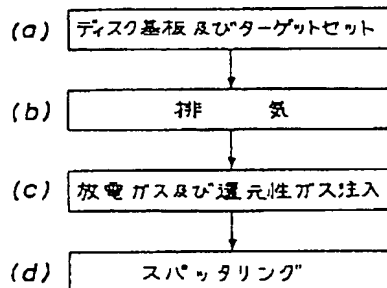 (a) ディスク基板及びターゲットセット
(b) 排 気
(c) 放電ガス及び還元性ガス注入
(d) スパッタリング